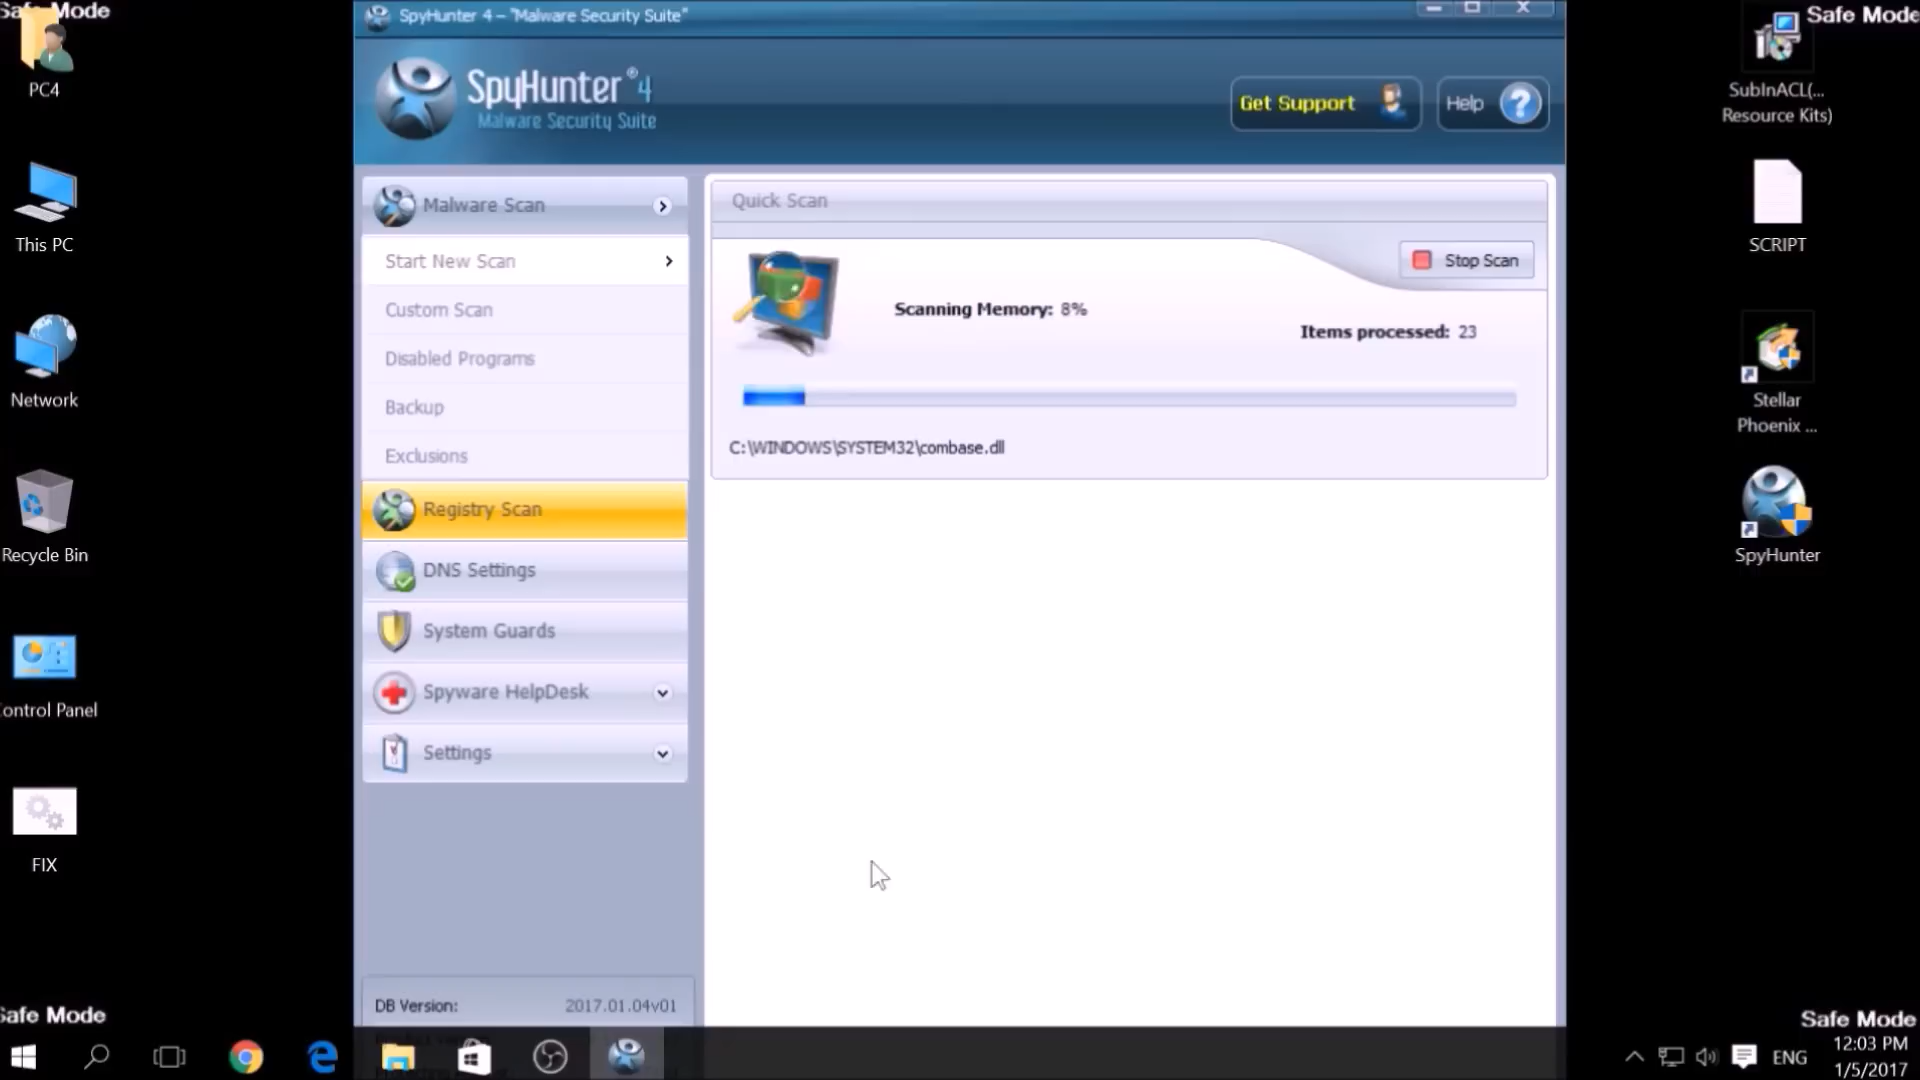 Safe Mode
Safe Mode
PC4
This PC
Network
Recycle Bin
Control Panel
FIX
SpyHunter 4 – "Malware Security Suite"
SpyHunter® 4
Malware Security Suite
Get Support
Help
Malware Scan
Start New Scan
Custom Scan
Disabled Programs
Backup
Exclusions
Registry Scan
DNS Settings
System Guards
Spyware HelpDesk
Settings
DB Version: 2017.01.04v01
Quick Scan
Stop Scan
Scanning Memory: 8%
Items processed: 23
C:\WINDOWS\SYSTEM32\combase.dll
SubInACL(...
Resource Kits)
SCRIPT
Stellar
Phoenix ...
SpyHunter
Safe Mode
Safe Mode
ENG
12:03 PM
1/5/2017